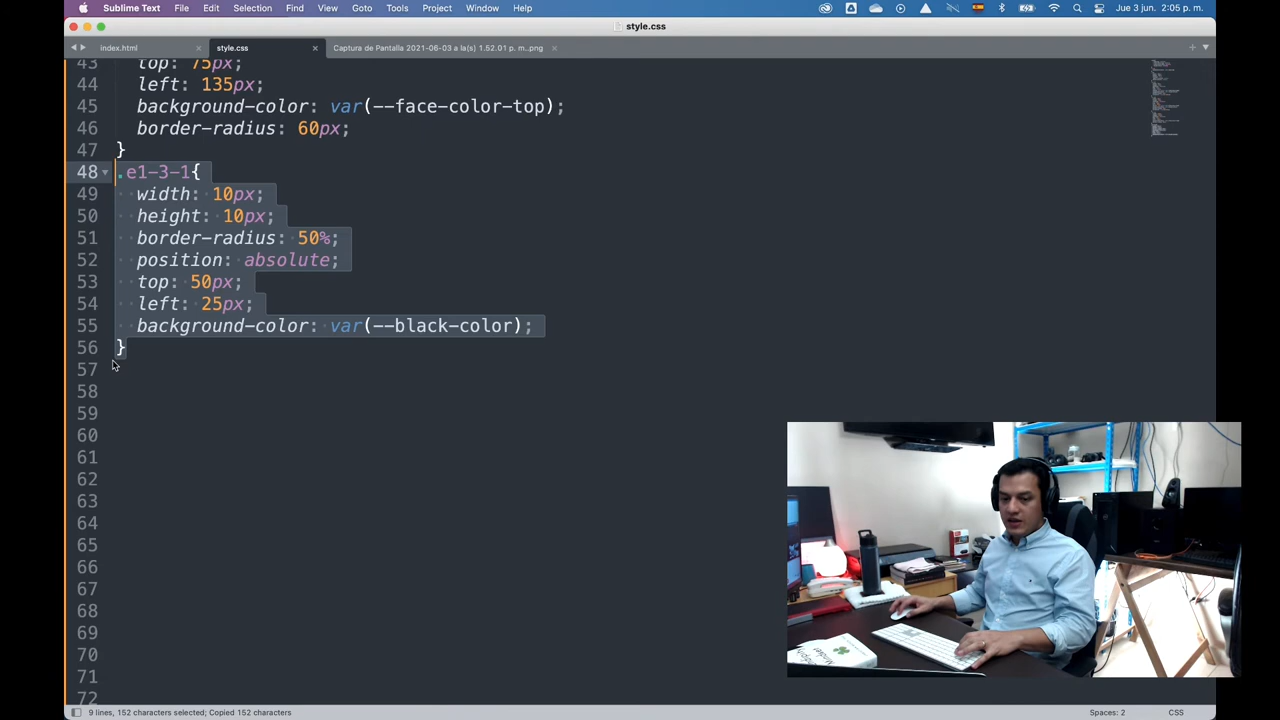 Sublime Text File Edit Selection Find View Goto Tools Project Window Help Jue 3 jun. 2:05 p. m.
style.css
index.html style.css Captura de Pantalla 2021-06-03 a la(s) 1.52.01 p. m..png
43 top: 75px;
44 left: 135px;
45 background-color: var(--face-color-top);
46 border-radius: 60px;
47 }
48 .e1-3-1{
49 width: 10px;
50 height: 10px;
51 border-radius: 50%;
52 position: absolute;
53 top: 50px;
54 left: 25px;
55 background-color: var(--black-color);
56 }
57
58
59
60
61
62
63
64
65
66
67
68
69
70
71
72
9 lines, 152 characters selected; Copied 152 characters Spaces: 2 CSS